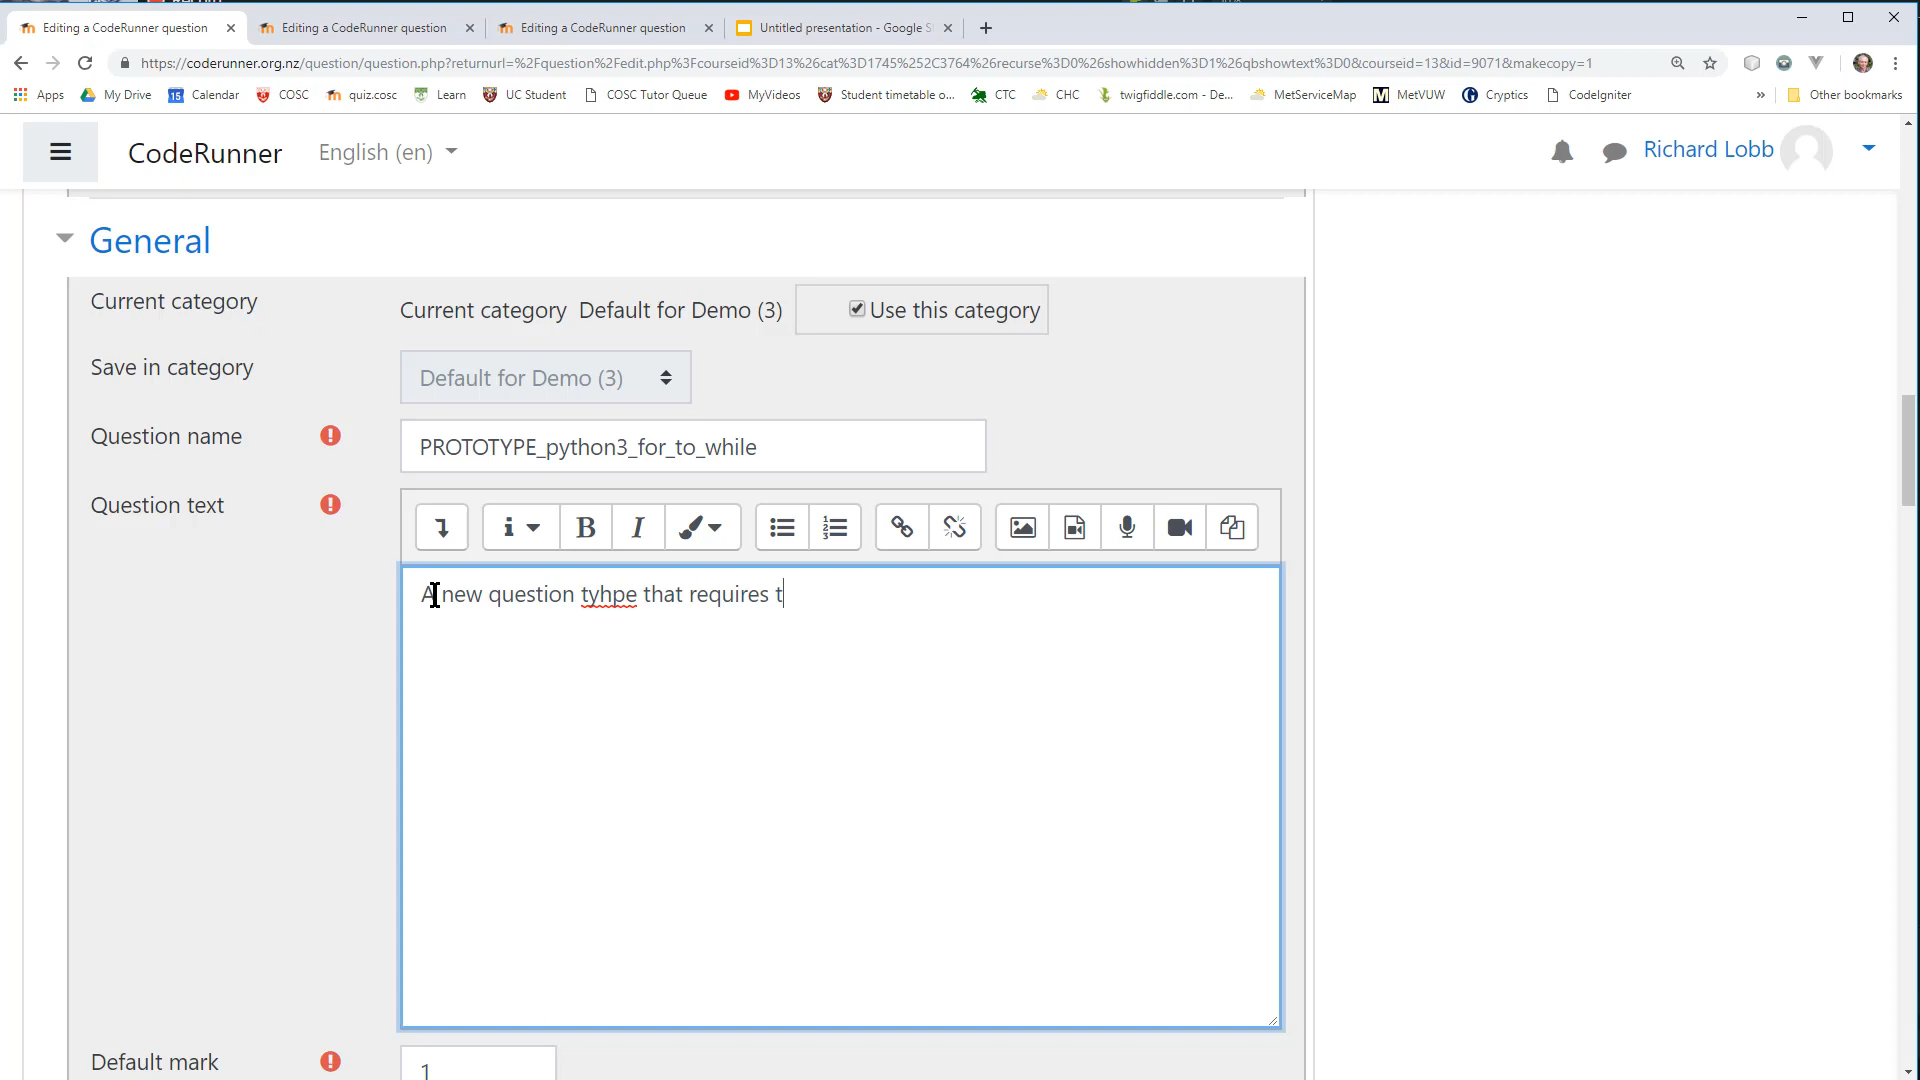 Editing a CodeRunner question
Editing a CodeRunner question
Editing a CodeRunner question
Untitled presentation - Google S
https://coderunner.org.nz/question/question.php?returnurl=%2Fquestion%2Fedit.php%3Fcourseid%3D13%26cat%3D1745%252C3764%26recurse%3D0%26showhidden%3D1%26qbshowtext%3D0&courseid=13&id=9071&makecopy=1
Apps My Drive 15 Calendar COSC quiz.cosc Learn UC Student COSC Tutor Queue MyVideos Student timetable o... CTC CHC twigfiddle.com - De... MetServiceMap MetVUW Cryptics CodeIgniter » Other bookmarks
CodeRunner English (en) Richard Lobb
General
Current category Current category Default for Demo (3) Use this category
Save in category Default for Demo (3)
Question name PROTOTYPE_python3_for_to_while
Question text
A new question tyhpe that requires t
Default mark 1